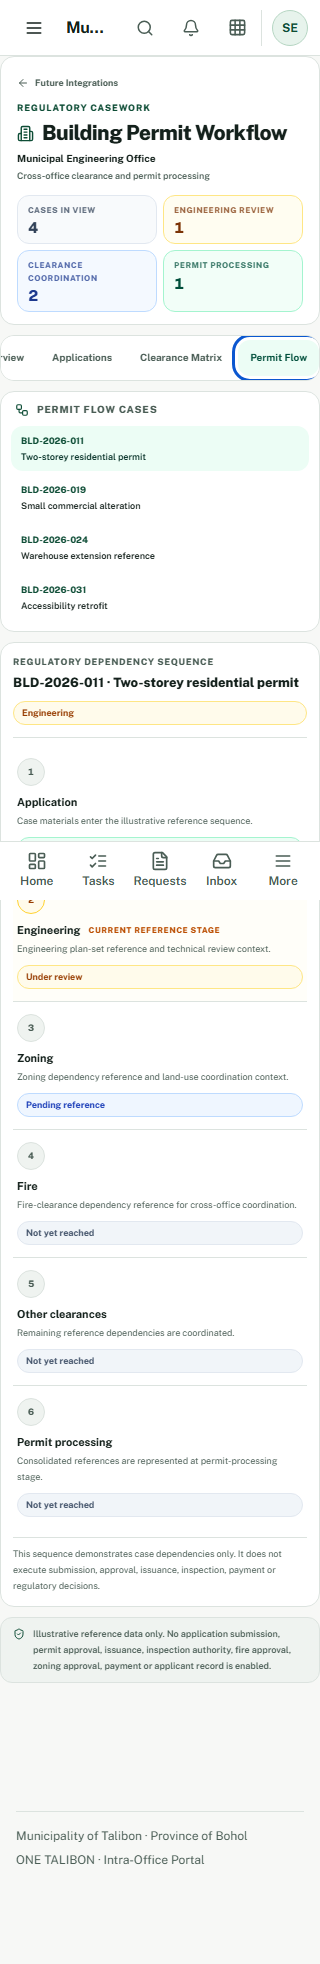 Mu...
SE
Future Integrations
REGULATORY CASEWORK
Building Permit Workflow
Municipal Engineering Office
Cross-office clearance and permit processing
CASES IN VIEW
4
ENGINEERING REVIEW
1
CLEARANCE
COORDINATION
2
PERMIT PROCESSING
1
view
Applications
Clearance Matrix
Permit Flow
PERMIT FLOW CASES
BLD-2026-011
Two-storey residential permit
BLD-2026-019
Small commercial alteration
BLD-2026-024
Warehouse extension reference
BLD-2026-031
Accessibility retrofit
REGULATORY DEPENDENCY SEQUENCE
BLD-2026-011 · Two-storey residential permit
Engineering
1
Application
Case materials enter the illustrative reference sequence.
Home
Tasks
Requests
Inbox
More
2
Engineering CURRENT REFERENCE STAGE
Engineering plan-set reference and technical review context.
Under review
3
Zoning
Zoning dependency reference and land-use coordination context.
Pending reference
4
Fire
Fire-clearance dependency reference for cross-office coordination.
Not yet reached
5
Other clearances
Remaining reference dependencies are coordinated.
Not yet reached
6
Permit processing
Consolidated references are represented at permit-processing
stage.
Not yet reached
This sequence demonstrates case dependencies only. It does not
execute submission, approval, issuance, inspection, payment or
regulatory decisions.
Illustrative reference data only. No application submission,
permit approval, issuance, inspection authority, fire approval,
zoning approval, payment or applicant record is enabled.
Municipality of Talibon · Province of Bohol
ONE TALIBON · Intra-Office Portal